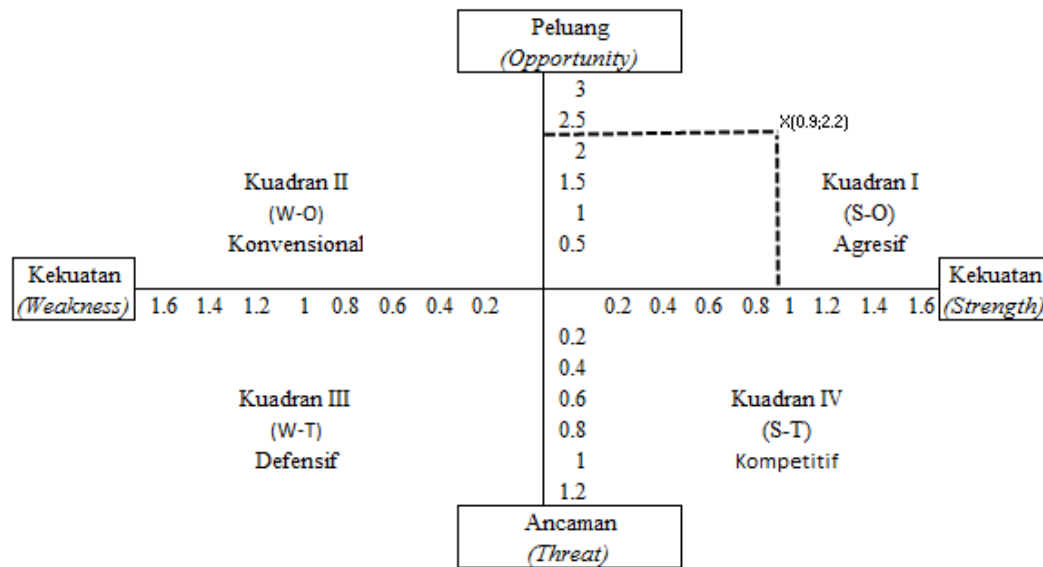 Peluang
(Opportunity)
3
2.5
X(0.9;2.2)
2
1.5
1
0.5
Kuadran II
(W-O)
Konvensional
Kuadran I
(S-O)
Agresif
Kekuatan
(Weakness)
1.6 1.4 1.2 1 0.8 0.6 0.4 0.2
0.2 0.4 0.6 0.8 1 1.2 1.4 1.6
Kekuatan
(Strength)
0.2
0.4
0.6
0.8
1
1.2
Kuadran III
(W-T)
Defensif
Kuadran IV
(S-T)
Kompetitif
Ancaman
(Threat)